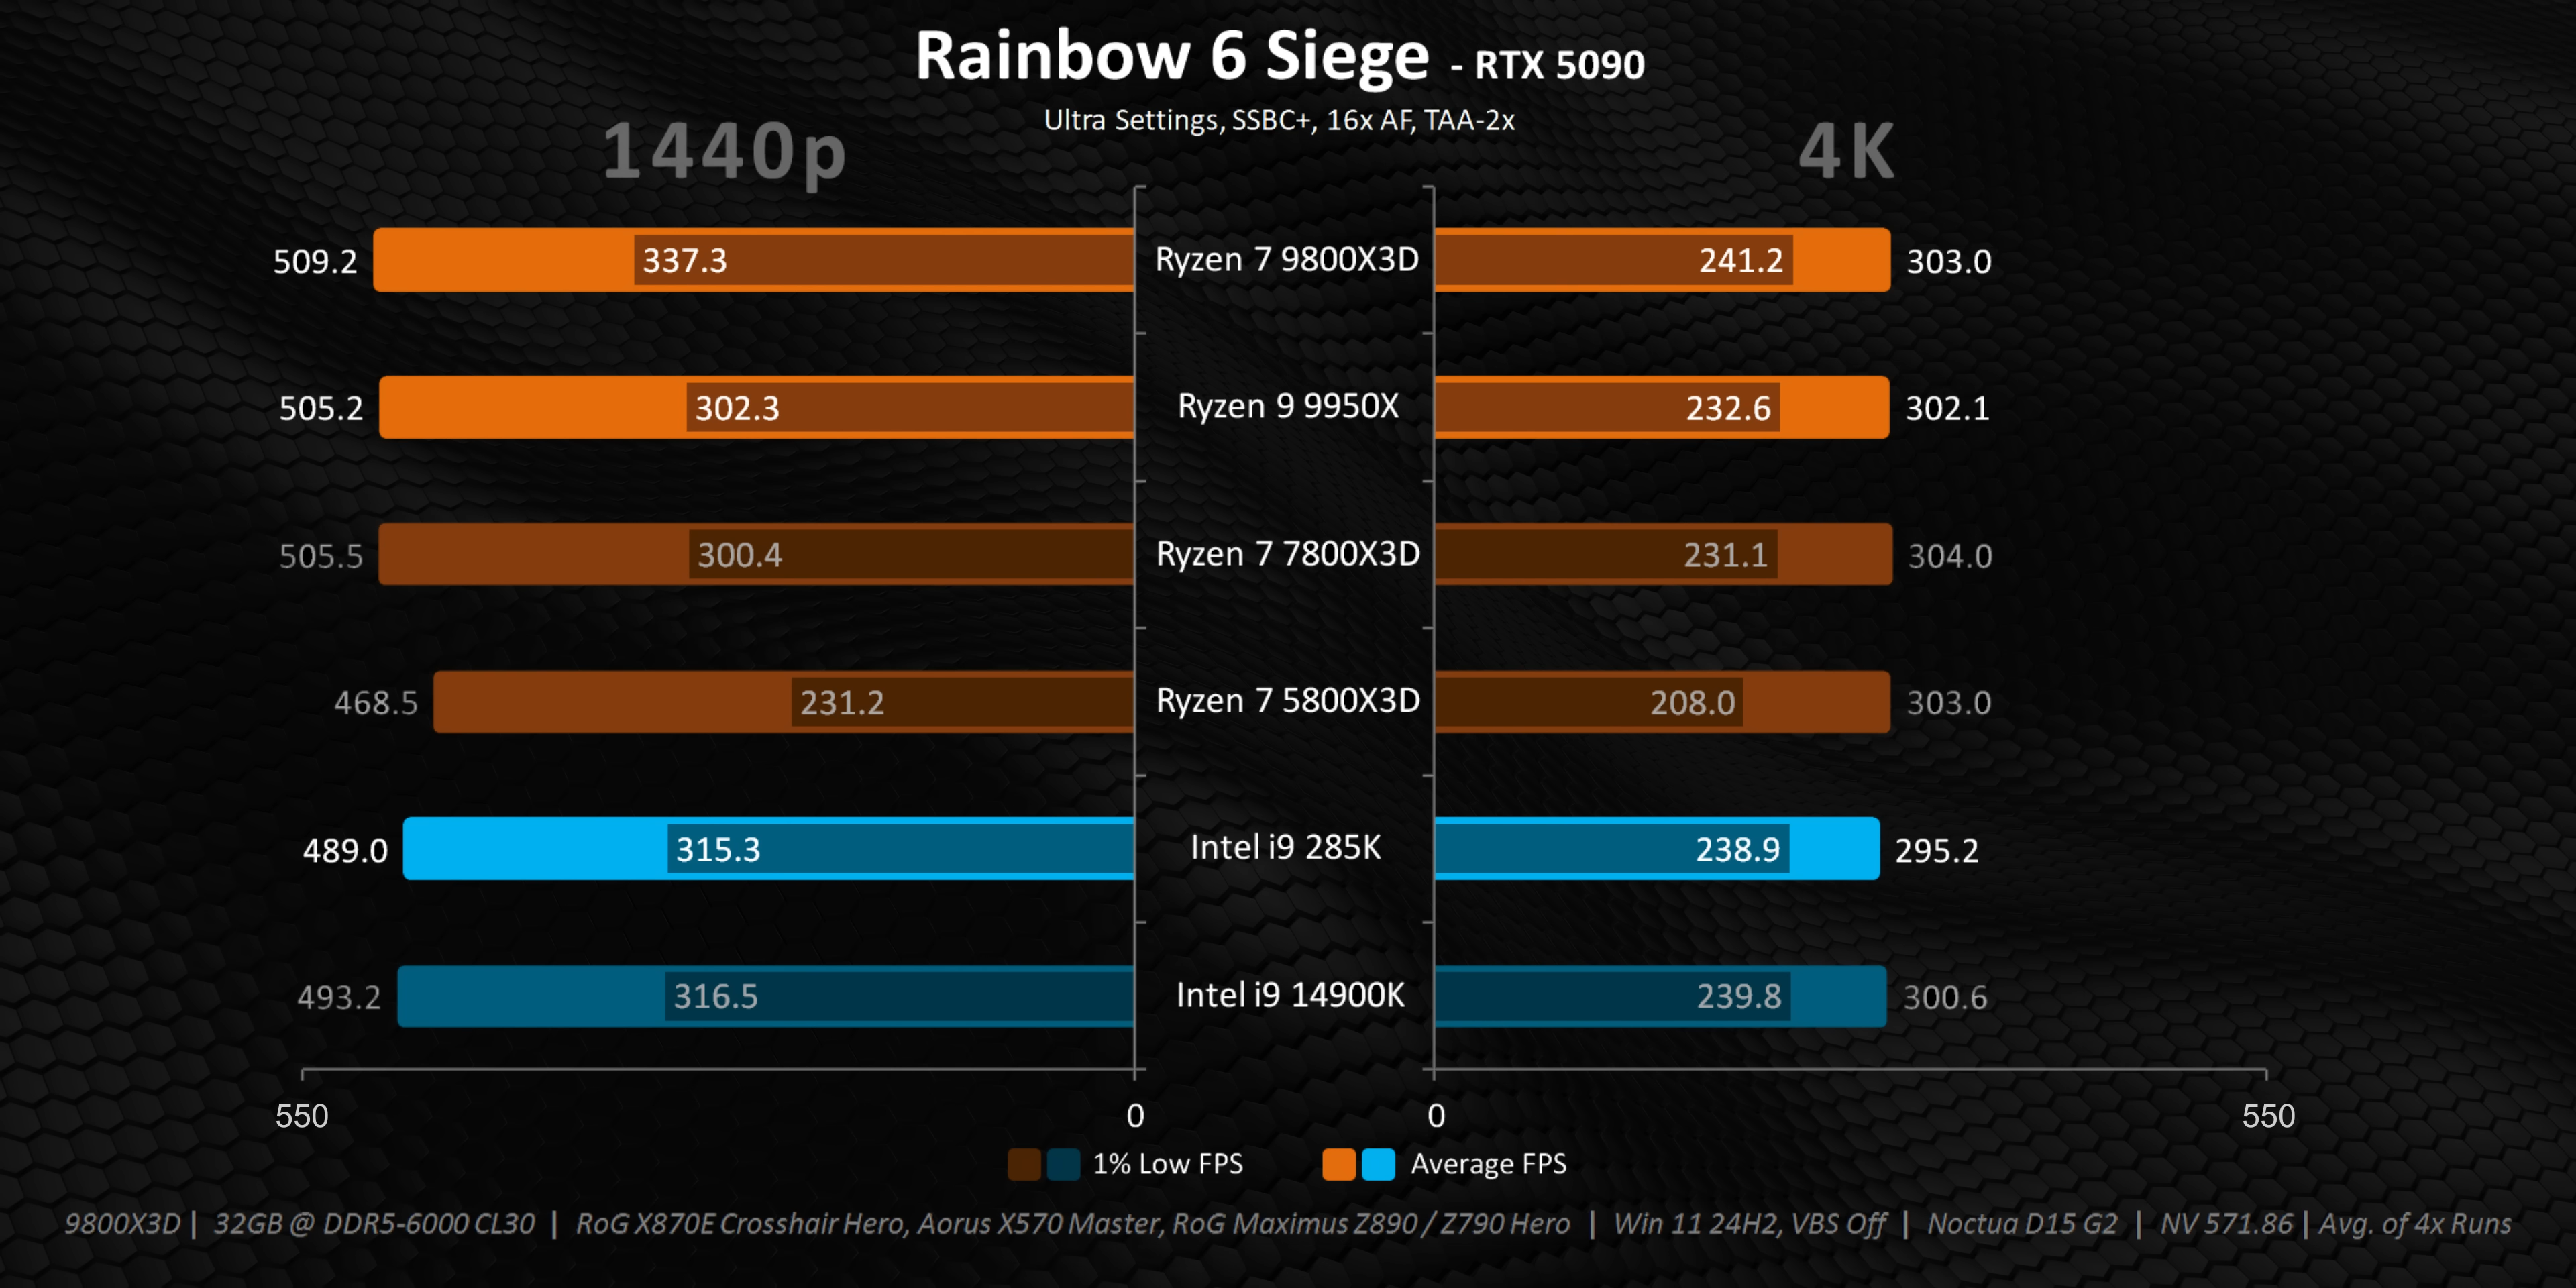 Rainbow 6 Siege - RTX 5090
Ultra Settings, SSBC+, 16x AF, TAA-2x
1440p 4K
509.2 337.3 Ryzen 7 9800X3D 241.2 303.0
505.2 302.3 Ryzen 9 9950X 232.6 302.1
505.5 300.4 Ryzen 7 7800X3D 231.1 304.0
468.5 231.2 Ryzen 7 5800X3D 208.0 303.0
489.0 315.3 Intel i9 285K 238.9 295.2
493.2 316.5 Intel i9 14900K 239.8 300.6
550 0 0 550
1% Low FPS Average FPS
9800X3D | 32GB @ DDR5-6000 CL30 | RoG X870E Crosshair Hero, Aorus X570 Master, RoG Maximus Z890 / Z790 Hero | Win 11 24H2, VBS Off | Noctua D15 G2 | NV 571.86 | Avg. of 4x Runs